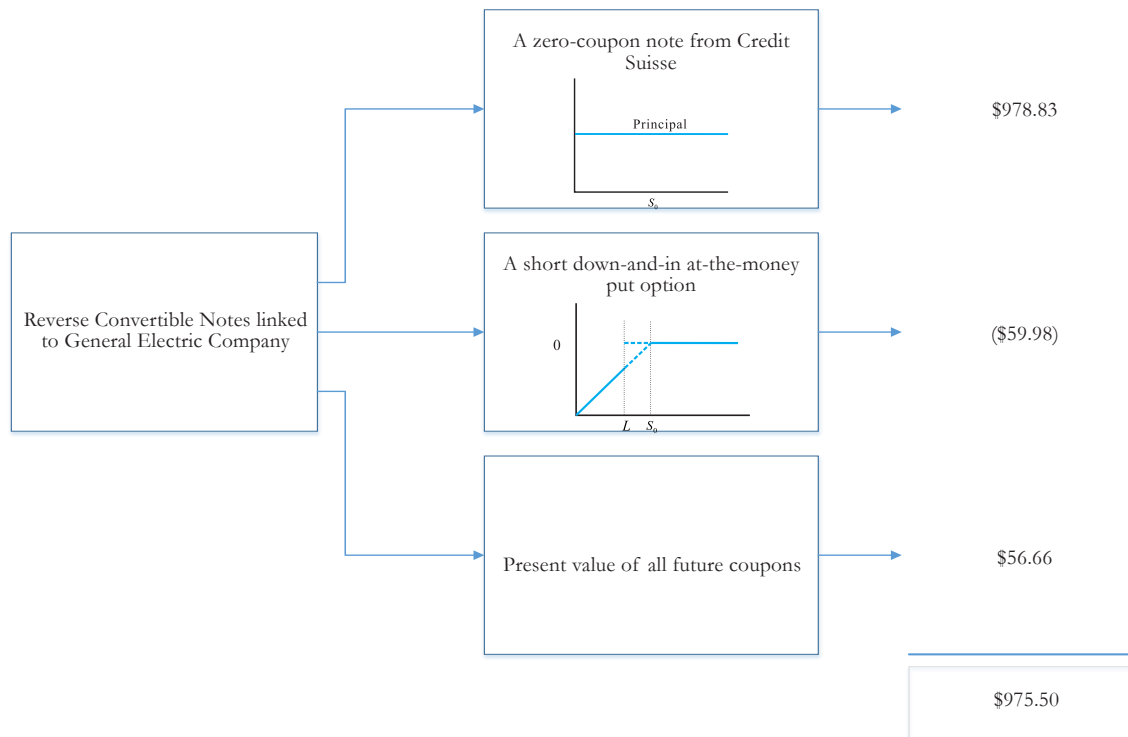 A zero-coupon note from Credit
Suisse
Principal
S₀
$978.83
Reverse Convertible Notes linked
to General Electric Company
A short down-and-in at-the-money
put option
0
L S₀
($59.98)
Present value of all future coupons
$56.66
$975.50